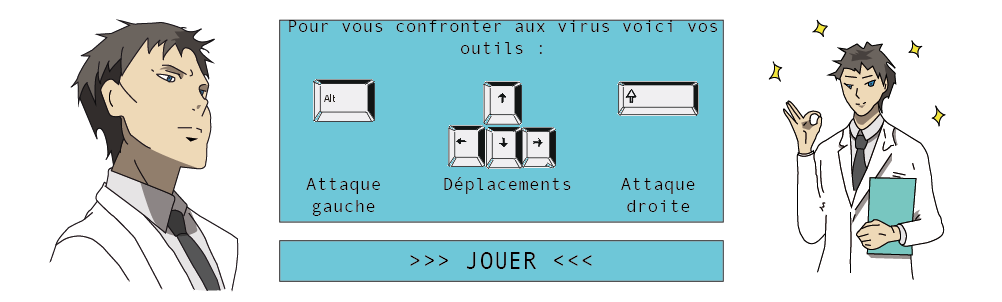 Pour vous confronter aux virus voici vos
outils :
Alt
Attaque
gauche
Déplacements
Attaque
droite
>>> JOUER <<<